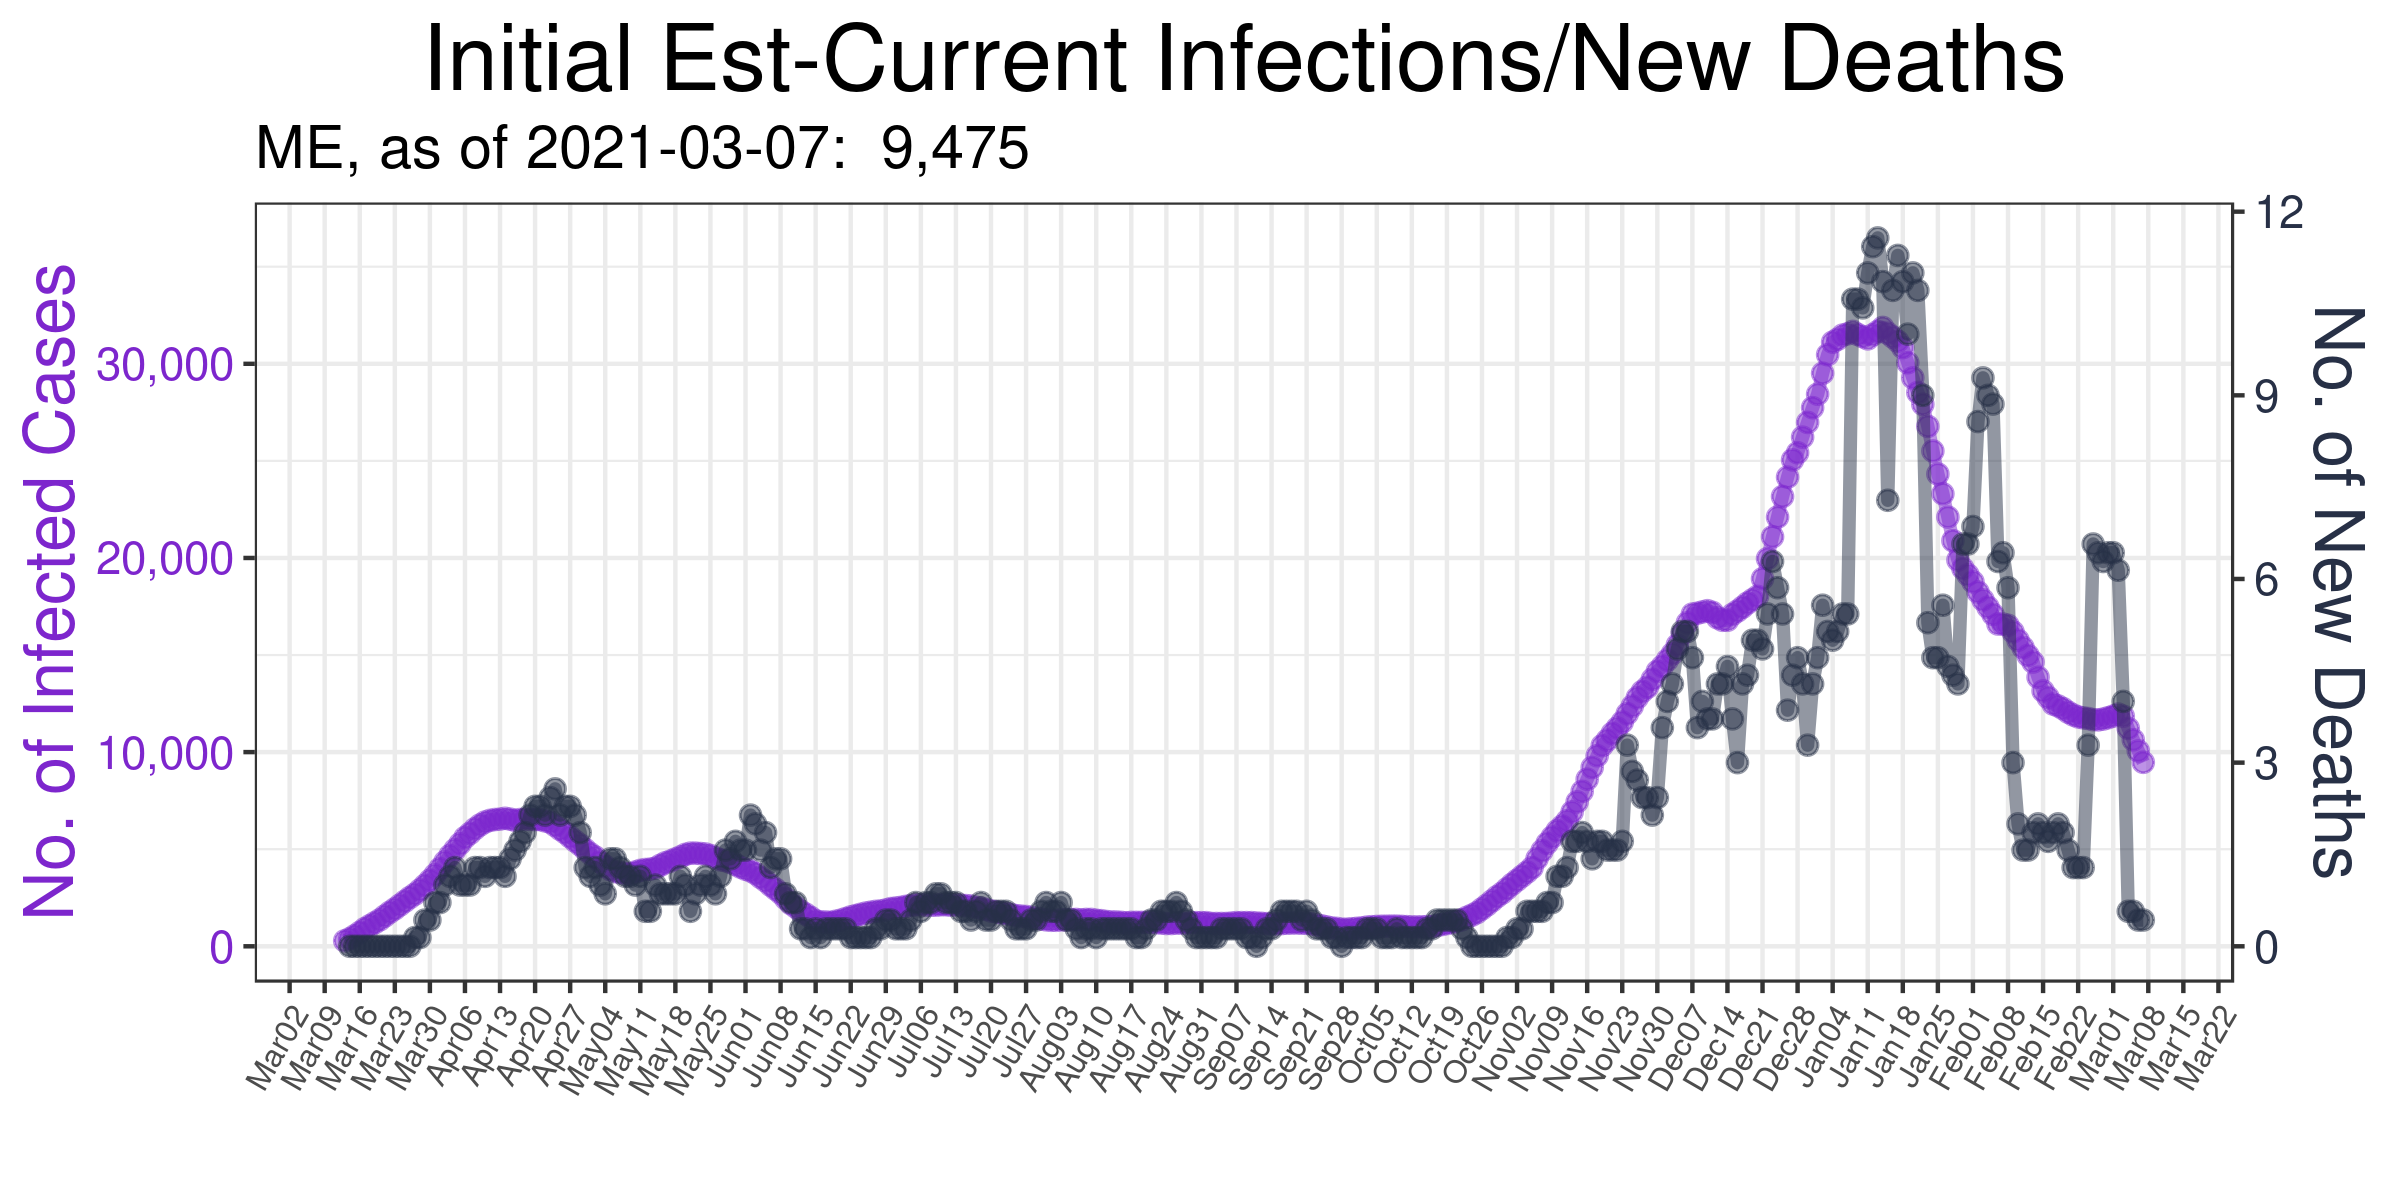 Initial Est-Current Infections/New Deaths
ME, as of 2021-03-07:  9,475
No. of Infected Cases
30,000
20,000
10,000
0
12
9
6
3
0
No. of New Deaths
Mar02
Mar09
Mar16
Mar23
Mar30
Apr06
Apr13
Apr20
Apr27
May04
May11
May18
May25
Jun01
Jun08
Jun15
Jun22
Jun29
Jul06
Jul13
Jul20
Jul27
Aug03
Aug10
Aug17
Aug24
Aug31
Sep07
Sep14
Sep21
Sep28
Oct05
Oct12
Oct19
Oct26
Nov02
Nov09
Nov16
Nov23
Nov30
Dec07
Dec14
Dec21
Dec28
Jan04
Jan11
Jan18
Jan25
Feb01
Feb08
Feb15
Feb22
Mar01
Mar08
Mar15
Mar22